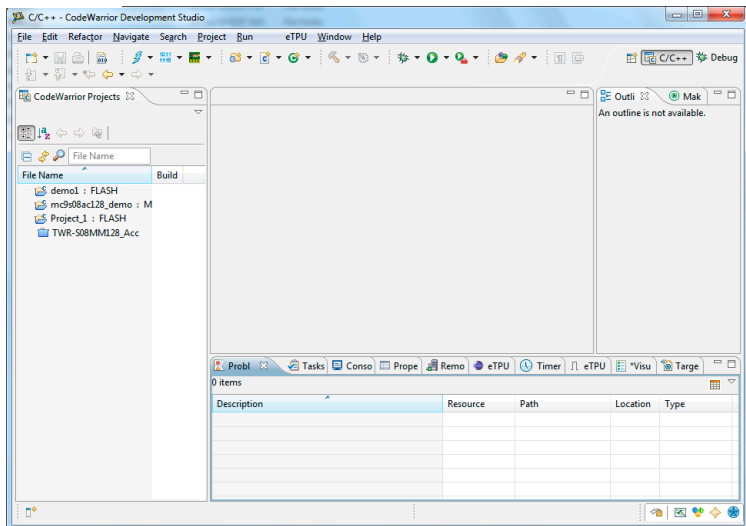 C/C++ - CodeWarrior Development Studio
File Edit Refactor Navigate Search Project Run eTPU Window Help
C/C++ Debug
CodeWarrior Projects
Outli Mak
An outline is not available.
File Name
File Name Build
demo1 : FLASH
mc9s08ac128_demo : M
Project_1 : FLASH
TWR-S08MM128_Acc
Probl Tasks Conso Prope Remo eTPU Timer eTPU *Visu Targe
0 items
Description Resource Path Location Type